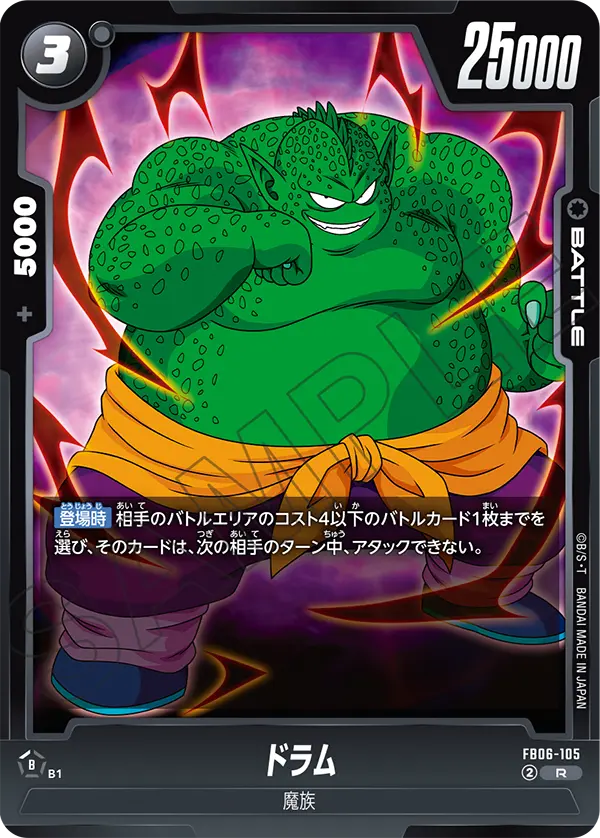 3
25000
+ 5000
BATTLE
SAMPLE
登場時 相手のバトルエリアのコスト4以下のバトルカード1枚までを
選び、そのカードは、次の相手のターン中、アタックできない。
©B/S・T BANDAI MADE IN JAPAN
B B1
ドラム
FB06-105
② R
魔族